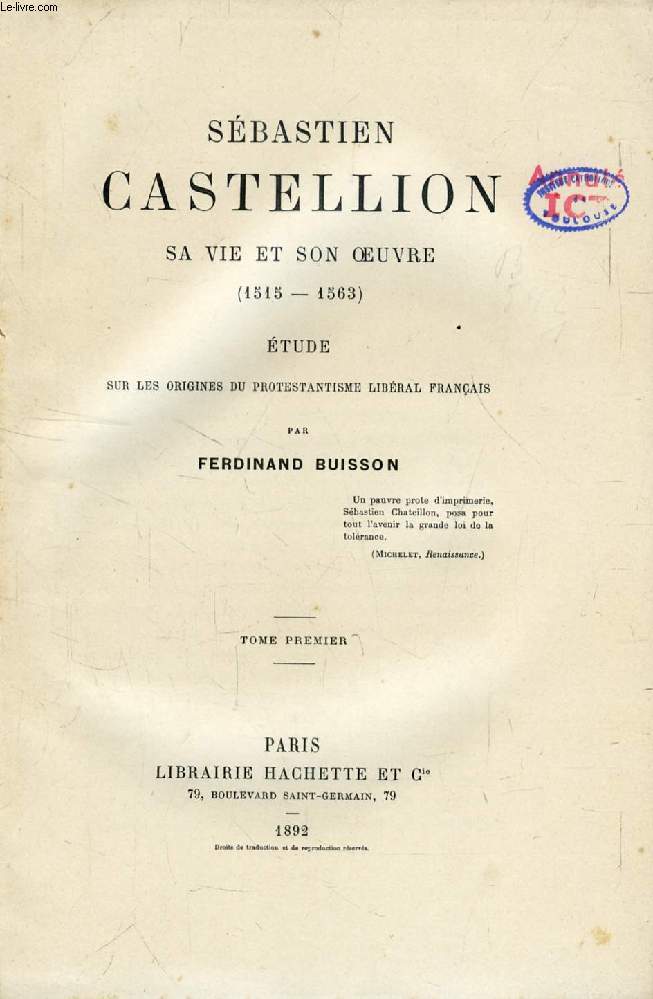 Le-livre.com
SÉBASTIEN
CASTELLION
Annulé
ICT
TOULOUSE
SA VIE ET SON ŒUVRE
(1515 — 1563)
ÉTUDE
SUR LES ORIGINES DU PROTESTANTISME LIBÉRAL FRANÇAIS
PAR
FERDINAND BUISSON
Un pauvre prote d'imprimerie,
Sébastien Chateillon, posa pour
tout l'avenir la grande loi de la
tolérance.
(MICHELET, Renaissance.)
TOME PREMIER
PARIS
LIBRAIRIE HACHETTE ET Cie
79, BOULEVARD SAINT-GERMAIN, 79
1892
Droits de traduction et de reproduction réservés.